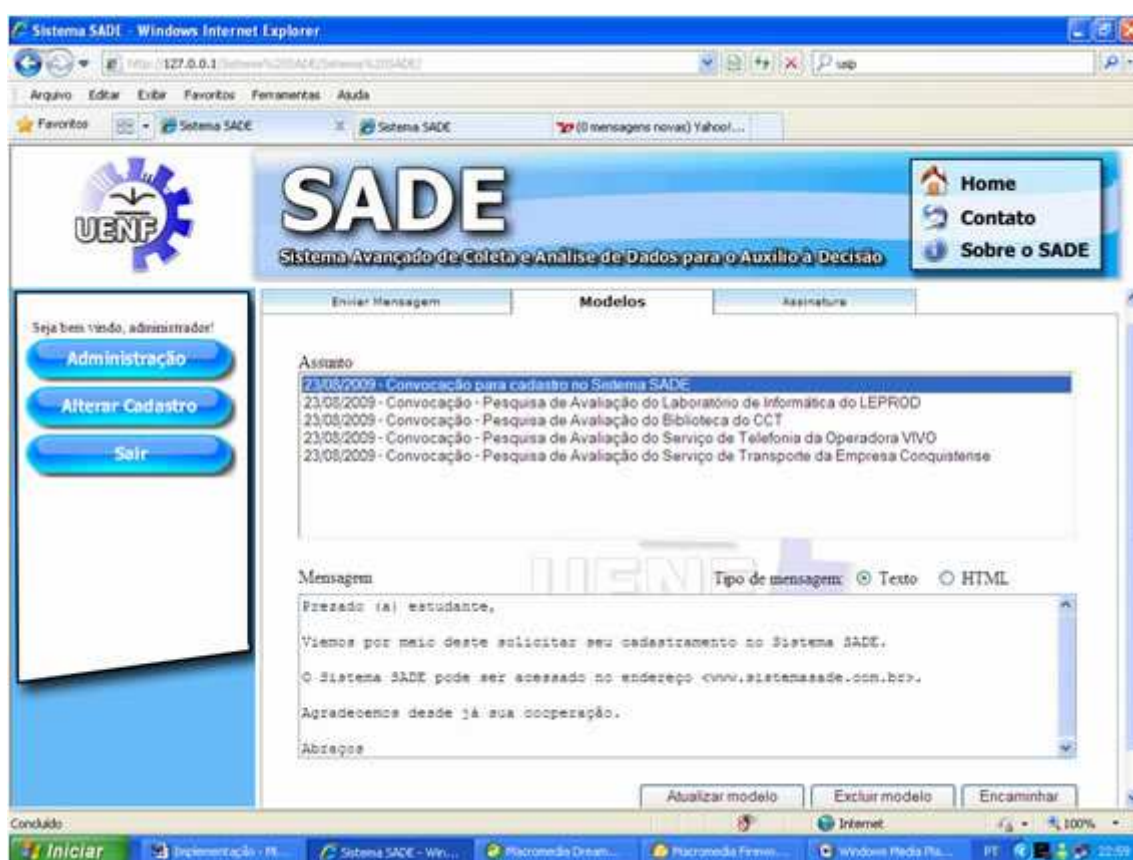 Sistema SADE - Windows Internet Explorer
127.0.0.1
usp
Arquivo Editar Exibir Favoritos Ferramentas Ajuda
Favoritos
Sistema SADE
Sistema SADE
(0 mensagens novas) Yahoo!...
UENF
SADE
Sistema Avançado de Coleta e Análise de Dados para o Auxílio à Decisão
Home
Contato
Sobre o SADE
Seja bem vindo, administrador!
Administração
Alterar Cadastro
Sair
Enviar Mensagem
Modelos
Assinatura
Assunto
23/08/2009 - Convocação para cadastro no Sistema SADE
23/08/2009 - Convocação - Pesquisa de Avaliação do Laboratório de Informática do LEPROD
23/08/2009 - Convocação - Pesquisa de Avaliação do Biblioteca do CCT
23/08/2009 - Convocação - Pesquisa de Avaliação do Serviço de Telefonia da Operadora VIVO
23/08/2009 - Convocação - Pesquisa de Avaliação do Serviço de Transporte da Empresa Conquistense
UENF
Mensagem
Tipo de mensagem: Texto HTML
Prezado (a) estudante,
Viemos por meio deste solicitar seu cadastramento no Sistema SADE.
O Sistema SADE pode ser acessado no endereço <www.sistemasade.com.br>.
Agradecemos desde já sua cooperação.
Abraços
Atualizar modelo
Excluir modelo
Encaminhar
Concluído
Internet
100%
Iniciar
Implementação - M...
Sistema SADE - Win...
Macromedia Dream...
Macromedia Firewo...
Windows Media Pla...
PT
22:59